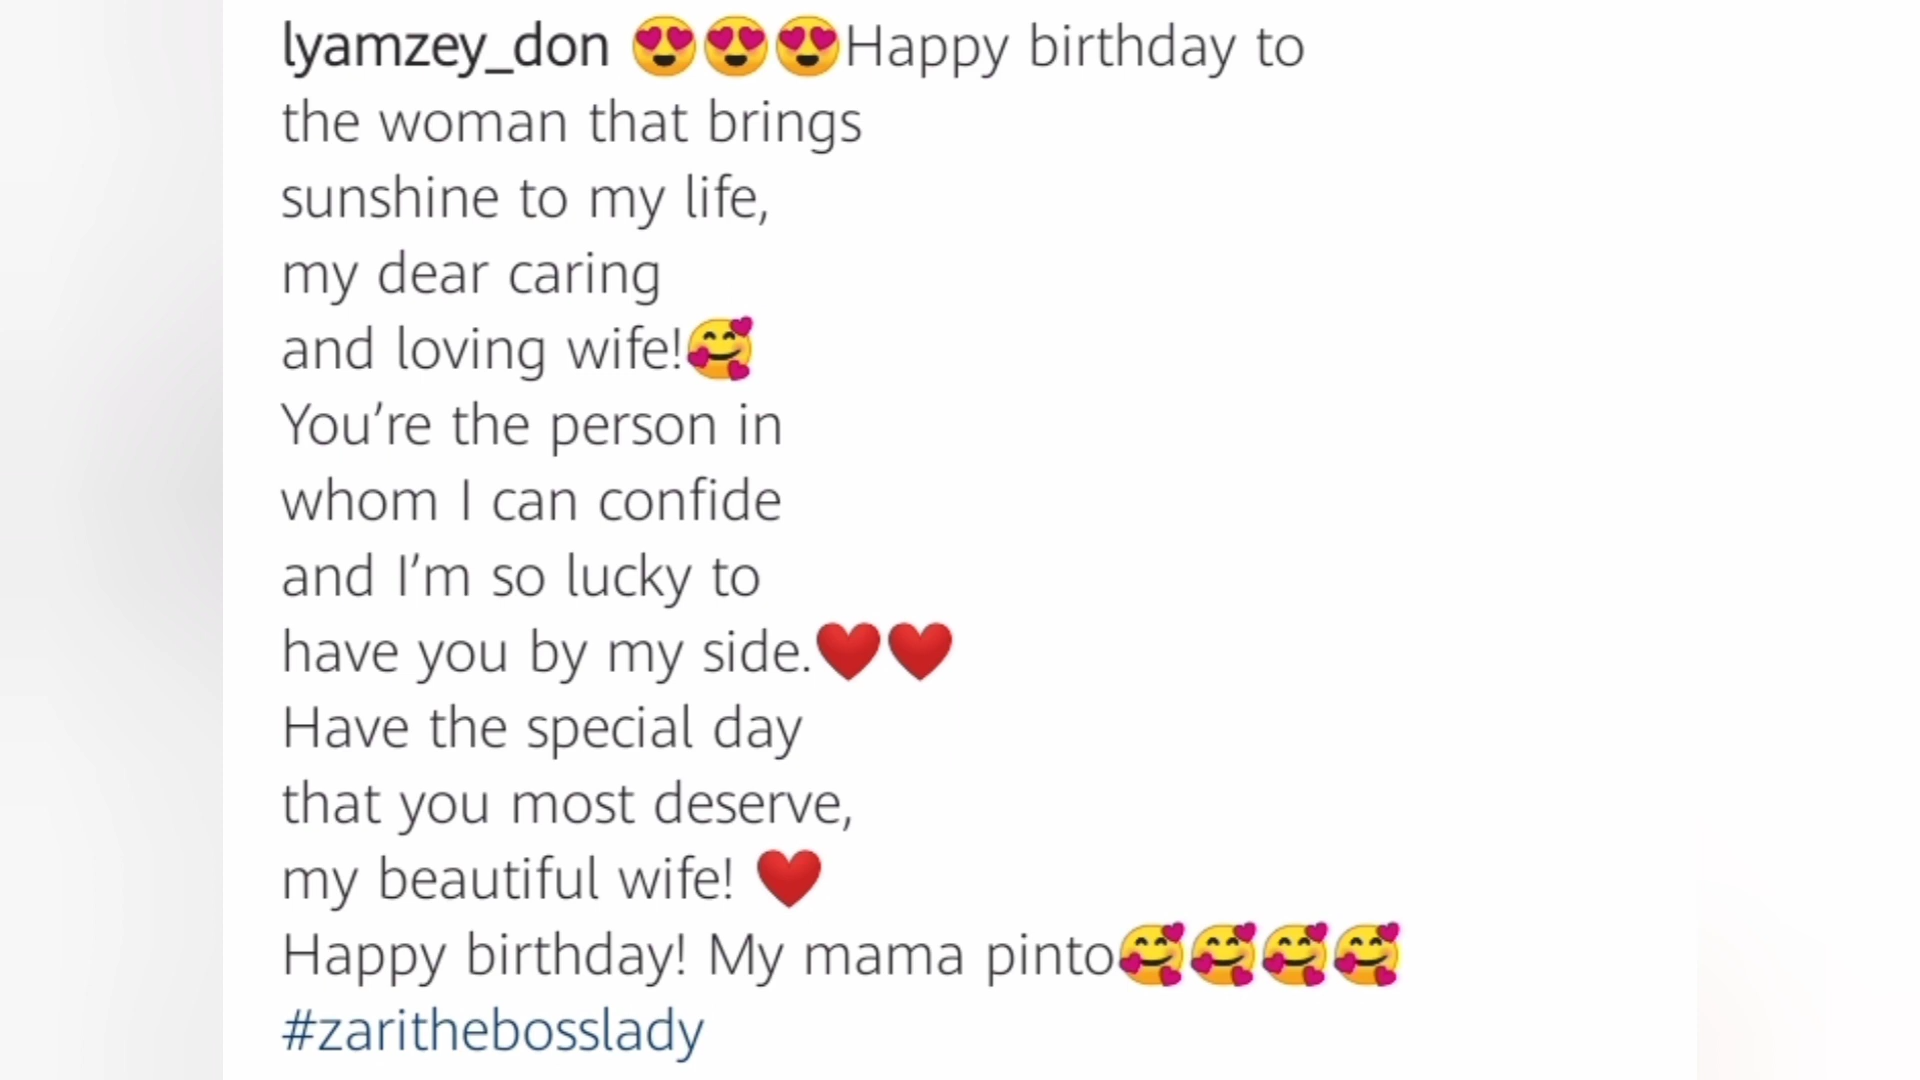 lyamzey_don 😍😍😍Happy birthday to
the woman that brings
sunshine to my life,
my dear caring
and loving wife!🥰
You’re the person in
whom I can confide
and I’m so lucky to
have you by my side.❤️❤️
Have the special day
that you most deserve,
my beautiful wife! ❤️
Happy birthday! My mama pinto🥰🥰🥰🥰
#zarithebosslady